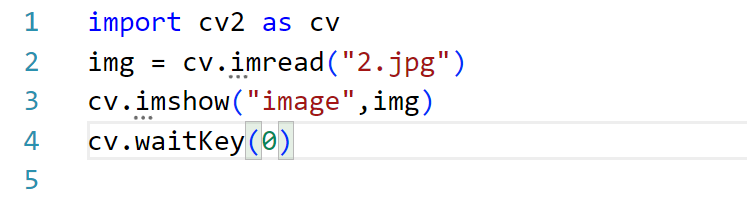 1 import cv2 as cv
2 img = cv.imread("2.jpg")
3 cv.imshow("image",img)
4 cv.waitKey(0)
5